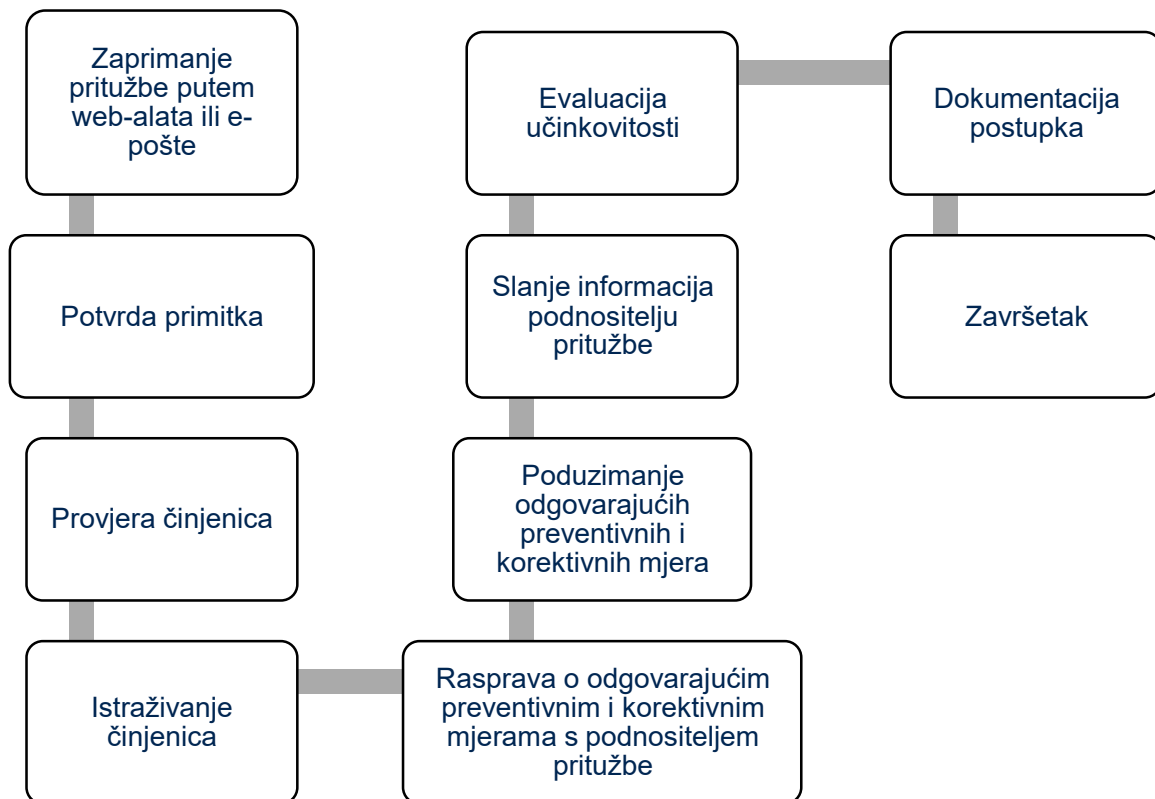 Zaprimanje
pritužbe putem
web-alata ili e-
pošte
Potvrda primitka
Provjera činjenica
Istraživanje
činjenica
Rasprava o odgovarajućim
preventivnim i korektivnim
mjerama s podnositeljem
pritužbe
Poduzimanje
odgovarajućih
preventivnih i
korektivnih mjera
Slanje informacija
podnositelju
pritužbe
Evaluacija
učinkovitosti
Dokumentacija
postupka
Završetak